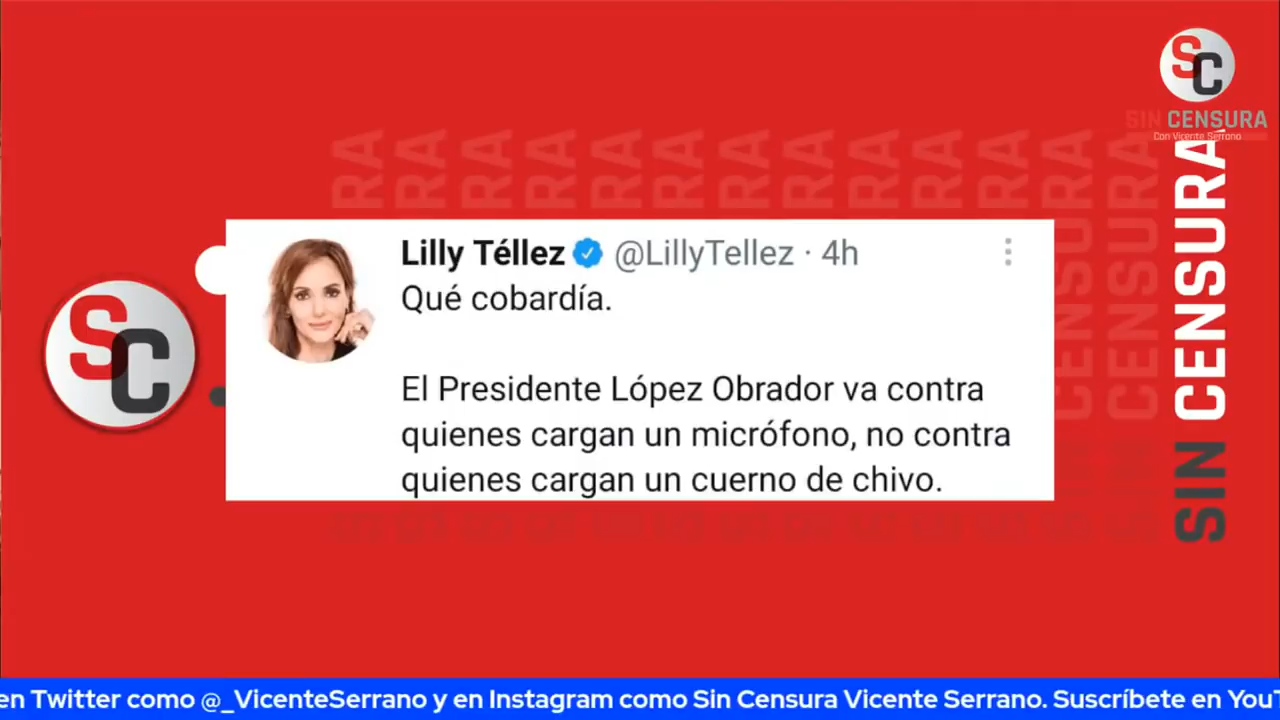 SC
SIN CENSURA
Con Vicente Serrano
Lilly Téllez @LillyTellez · 4h
Qué cobardía.
El Presidente López Obrador va contra
quienes cargan un micrófono, no contra
quienes cargan un cuerno de chivo.
SC
SIN CENSURA
en Twitter como @_VicenteSerrano y en Instagram como Sin Censura Vicente Serrano. Suscríbete en